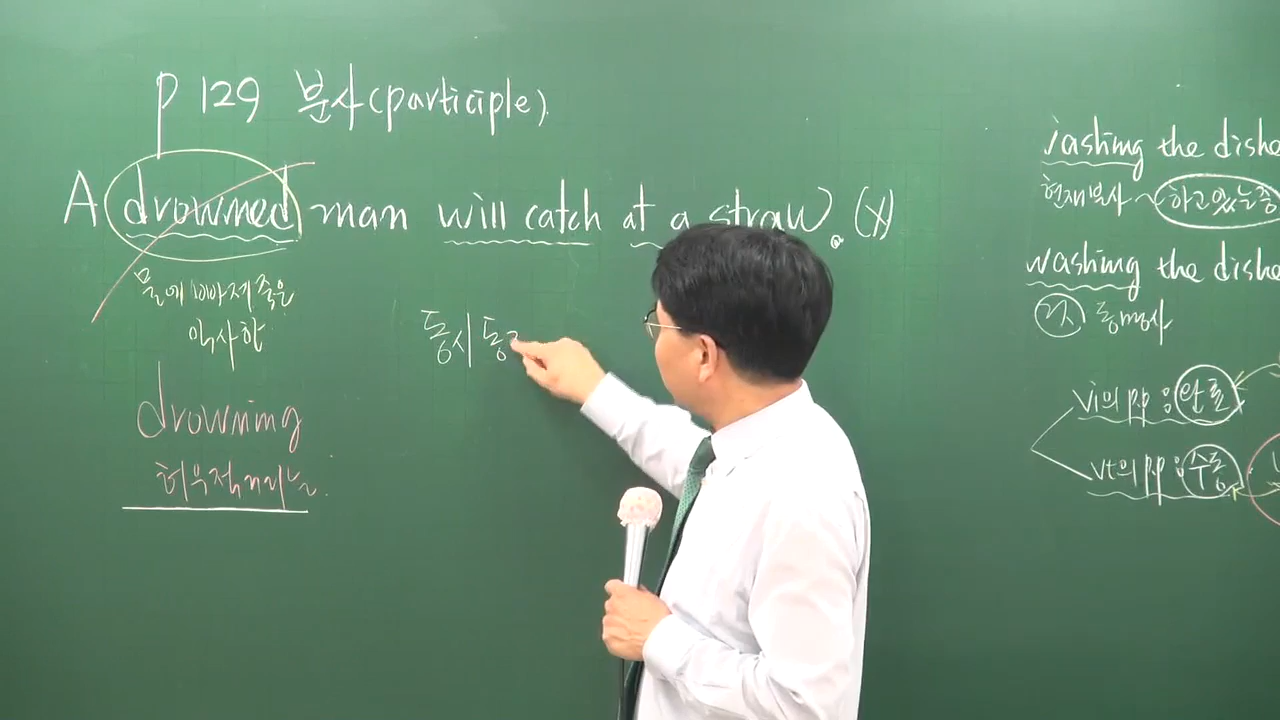 p 129 분사(participle).
A drowned man will catch at a straw. (X)
물에 빠져 죽은
익사한
drowning
허우적거리는.
동시 동
washing the dishe
현재분사 ~ 하고 있는 중
washing the dishe
동명사
vi의 pp : 완료
vt의 pp : 수동